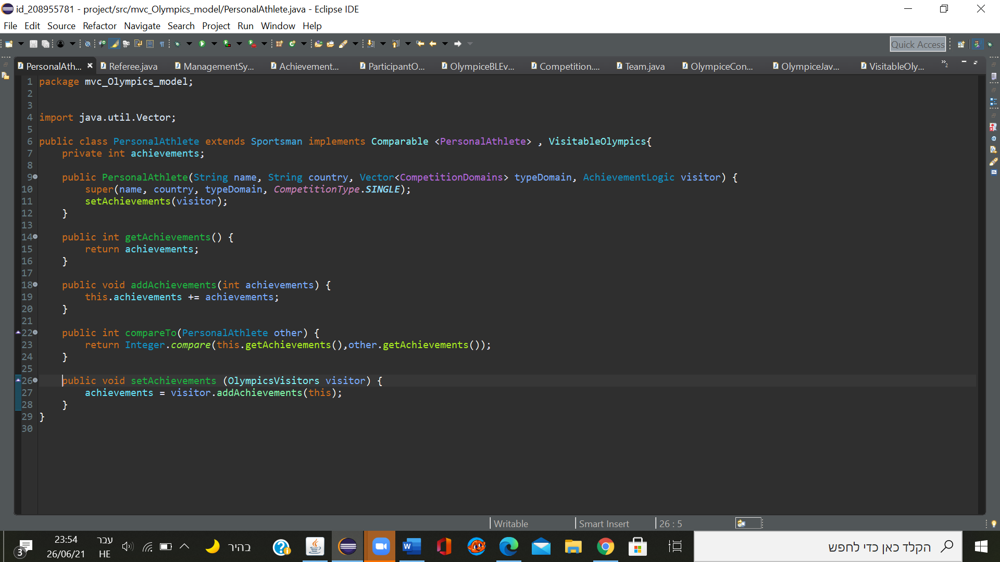 id_208955781 - project/src/mvc_Olympics_model/PersonalAthlete.java - Eclipse IDE
File Edit Source Refactor Navigate Search Project Run Window Help
Quick Access
PersonalAth... Referee.java ManagementSy... Achievement... ParticipantO... OlympiceBLEv... Competition.... Team.java OlympiceCon... OlympiceJav... VisitableOly... 2
1 package mvc_Olympics_model;
2
3
4 import java.util.Vector;
5
6 public class PersonalAthlete extends Sportsman implements Comparable <PersonalAthlete> , VisitableOlympics{
7 private int achievements;
8
9 public PersonalAthlete(String name, String country, Vector<CompetitionDomains> typeDomain, AchievementLogic visitor) {
10 super(name, country, typeDomain, CompetitionType.SINGLE);
11 setAchievements(visitor);
12 }
13
14 public int getAchievements() {
15 return achievements;
16 }
17
18 public void addAchievements(int achievements) {
19 this.achievements += achievements;
20 }
21
22 public int compareTo(PersonalAthlete other) {
23 return Integer.compare(this.getAchievements(),other.getAchievements());
24 }
25
26 public void setAchievements (OlympicsVisitors visitor) {
27 achievements = visitor.addAchievements(this);
28 }
29 }
30
Writable Smart Insert 26 : 5
3
23:54
26/06/21
עבר
HE
בהיר
הקלד כאן כדי לחפש